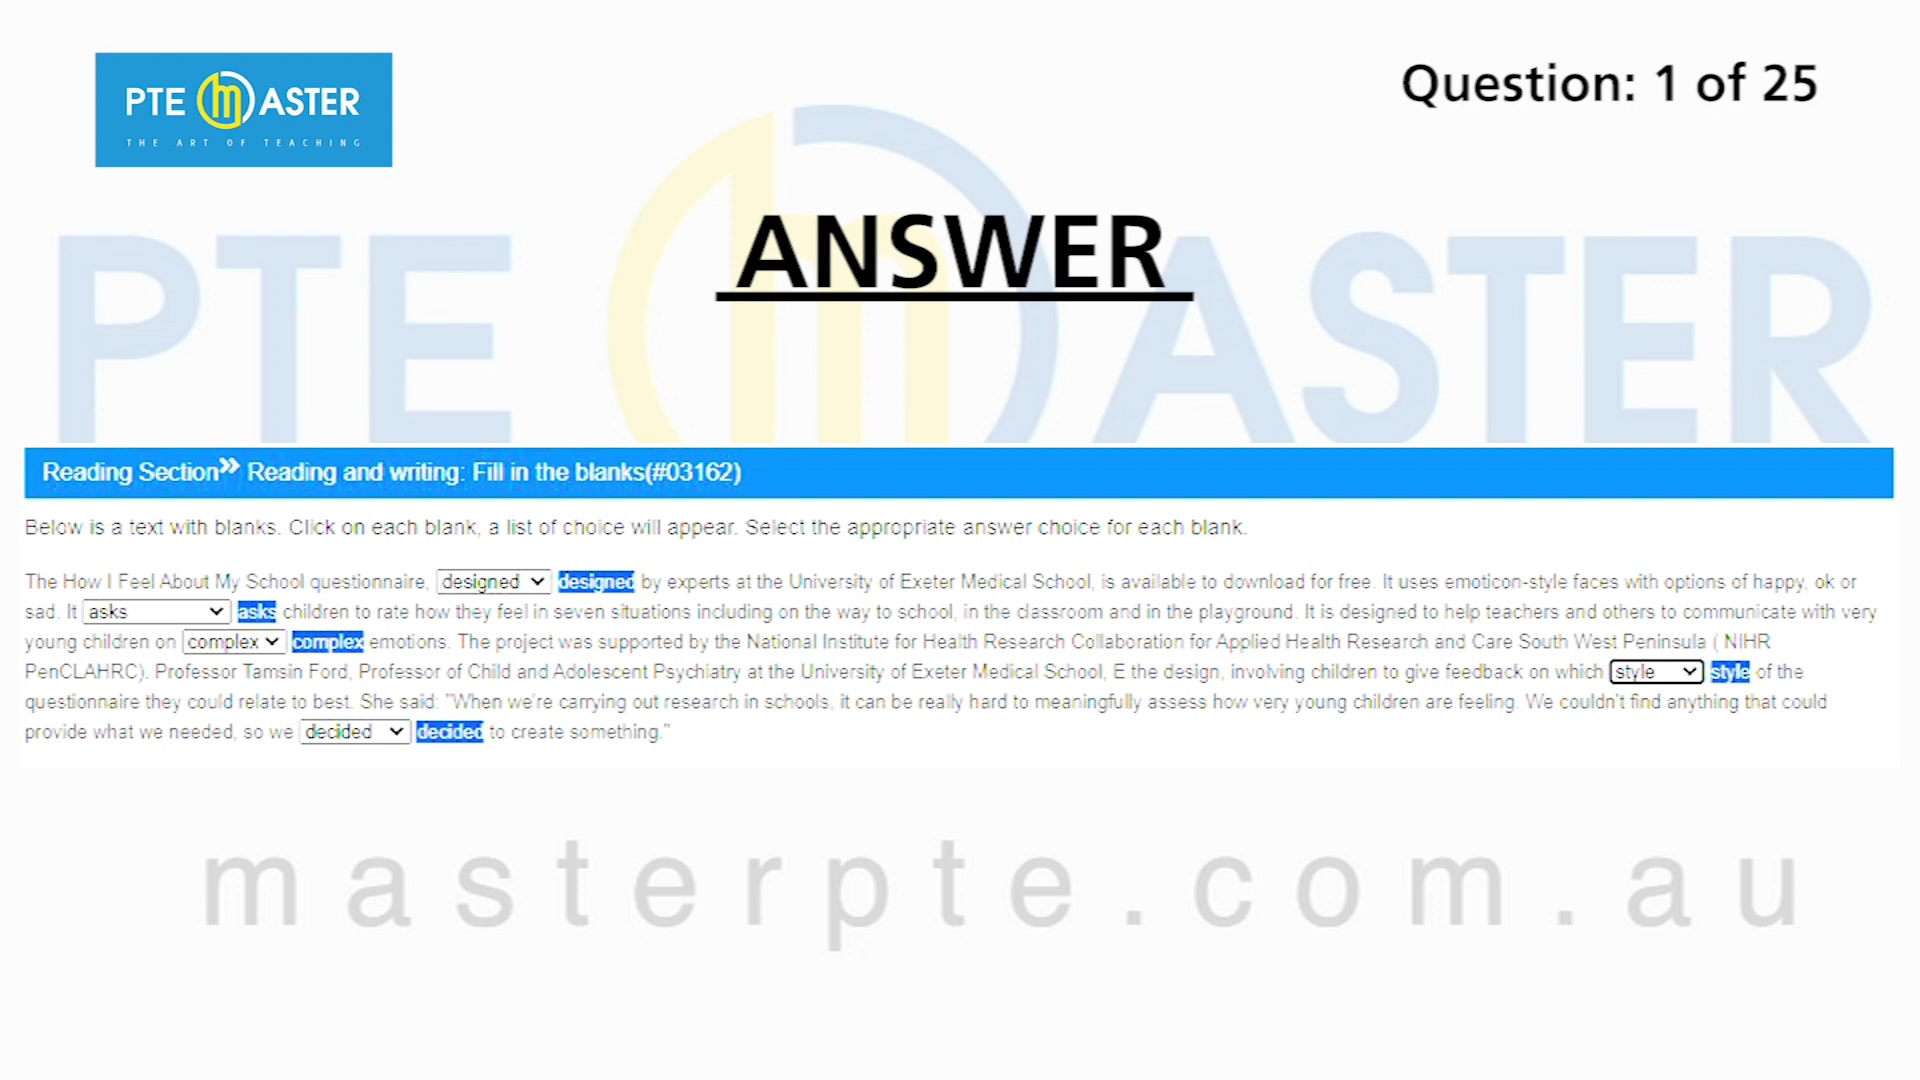 PTE MASTER
THE ART OF TEACHING
Question: 1 of 25
PTE MASTER
ANSWER
Reading Section» Reading and writing: Fill in the blanks(#03162)
Below is a text with blanks. Click on each blank, a list of choice will appear. Select the appropriate answer choice for each blank.
The How I Feel About My School questionnaire, designed designed by experts at the University of Exeter Medical School, is available to download for free. It uses emoticon-style faces with options of happy, ok or
sad. It asks asks children to rate how they feel in seven situations including on the way to school, in the classroom and in the playground. It is designed to help teachers and others to communicate with very
young children on complex complex emotions. The project was supported by the National Institute for Health Research Collaboration for Applied Health Research and Care South West Peninsula ( NIHR
PenCLAHRC). Professor Tamsin Ford, Professor of Child and Adolescent Psychiatry at the University of Exeter Medical School, E the design, involving children to give feedback on which style style of the
questionnaire they could relate to best. She said: "When we're carrying out research in schools, it can be really hard to meaningfully assess how very young children are feeling. We couldn't find anything that could
provide what we needed, so we decided decided to create something."
masterpte.com.au